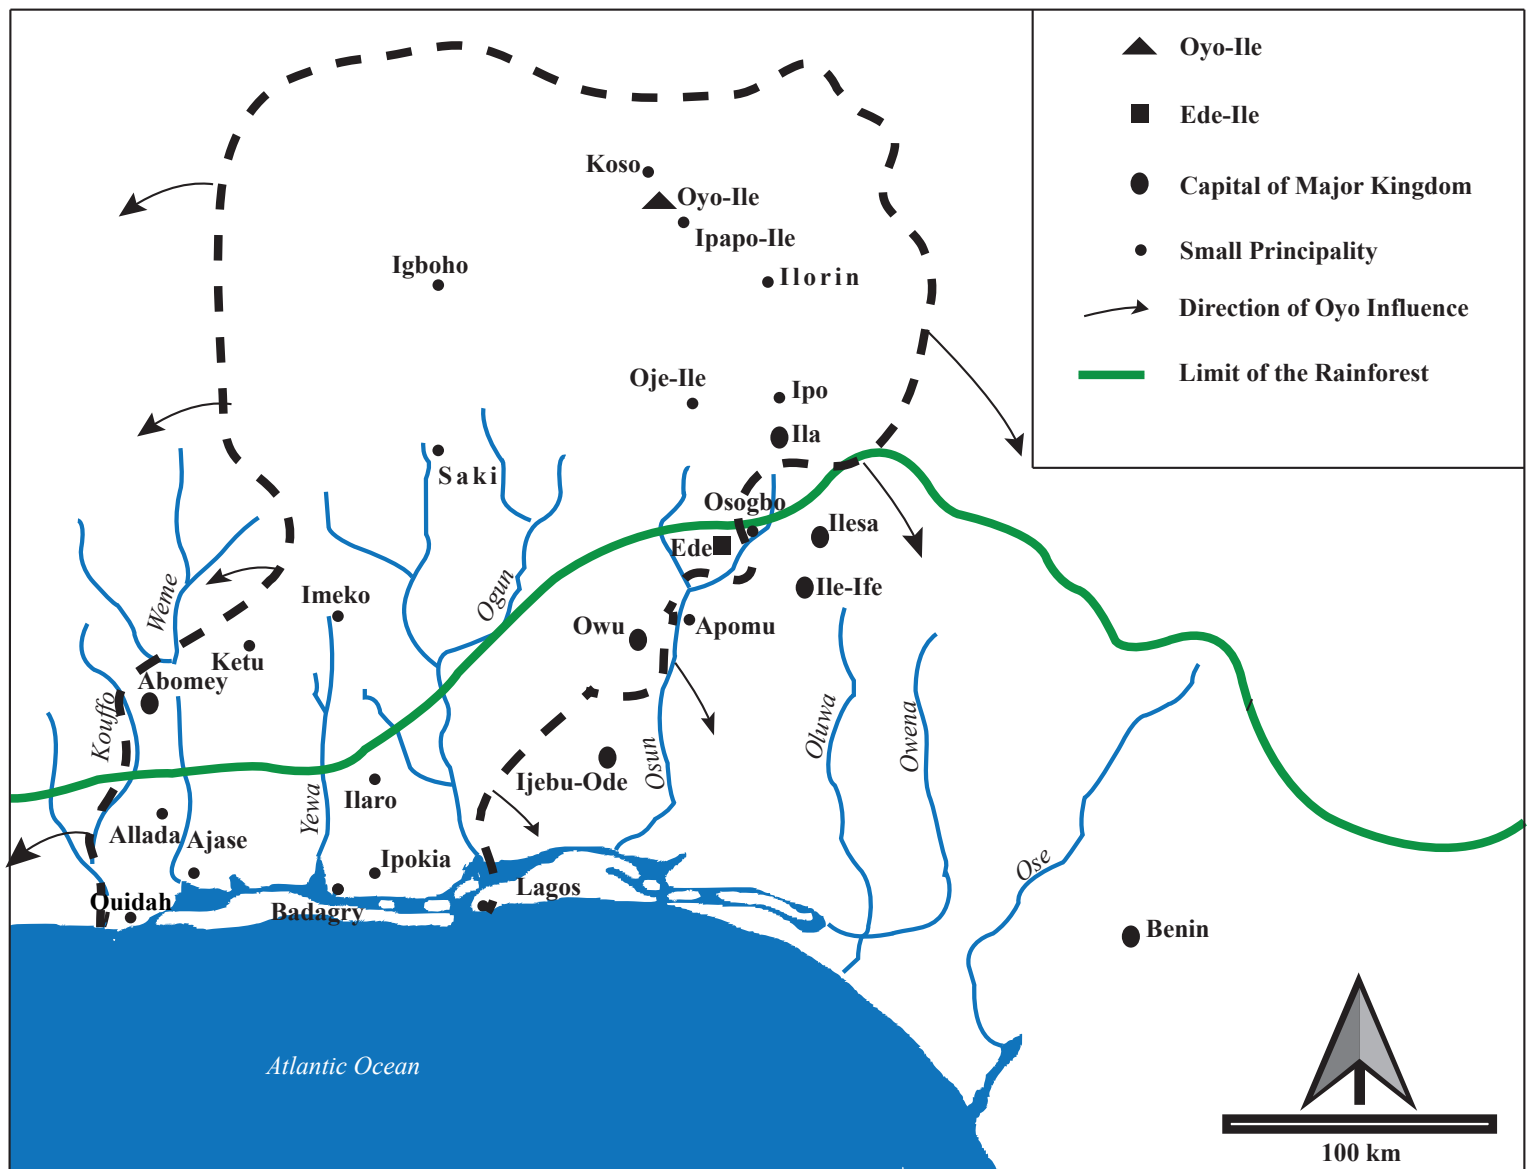 Oyo-Ile
Ede-Ile
Capital of Major Kingdom
Small Principality
Direction of Oyo Influence
Limit of the Rainforest
Koso
Oyo-Ile
Ipapo-Ile
Igboho
Ilorin
Oje-Ile
Ipo
Ila
Saki
Osogbo
Ilesa
Ede
Ile-Ife
Weme
Ogun
Imeko
Owu
Apomu
Ketu
Abomey
Kouffo
Oluwa
Owena
Osun
Ijebu-Ode
Yewa
Ilaro
Allada
Ajase
Ipokia
Ose
Lagos
Ouidah
Badagry
Benin
Atlantic Ocean
100 km